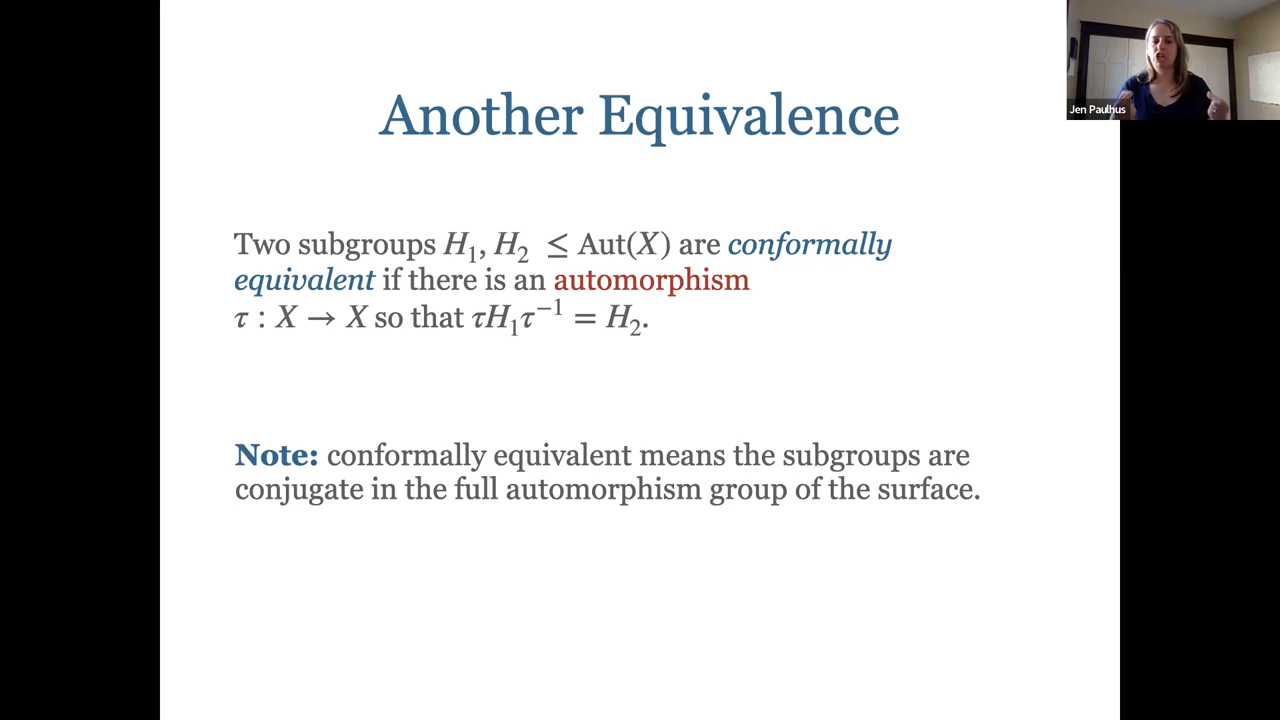 Jen Paulhus
Another Equivalence
Two subgroups H₁, H₂ ≤ Aut(X) are conformally
equivalent if there is an automorphism
τ : X → X so that τH₁τ⁻¹ = H₂.
Note: conformally equivalent means the subgroups are
conjugate in the full automorphism group of the surface.